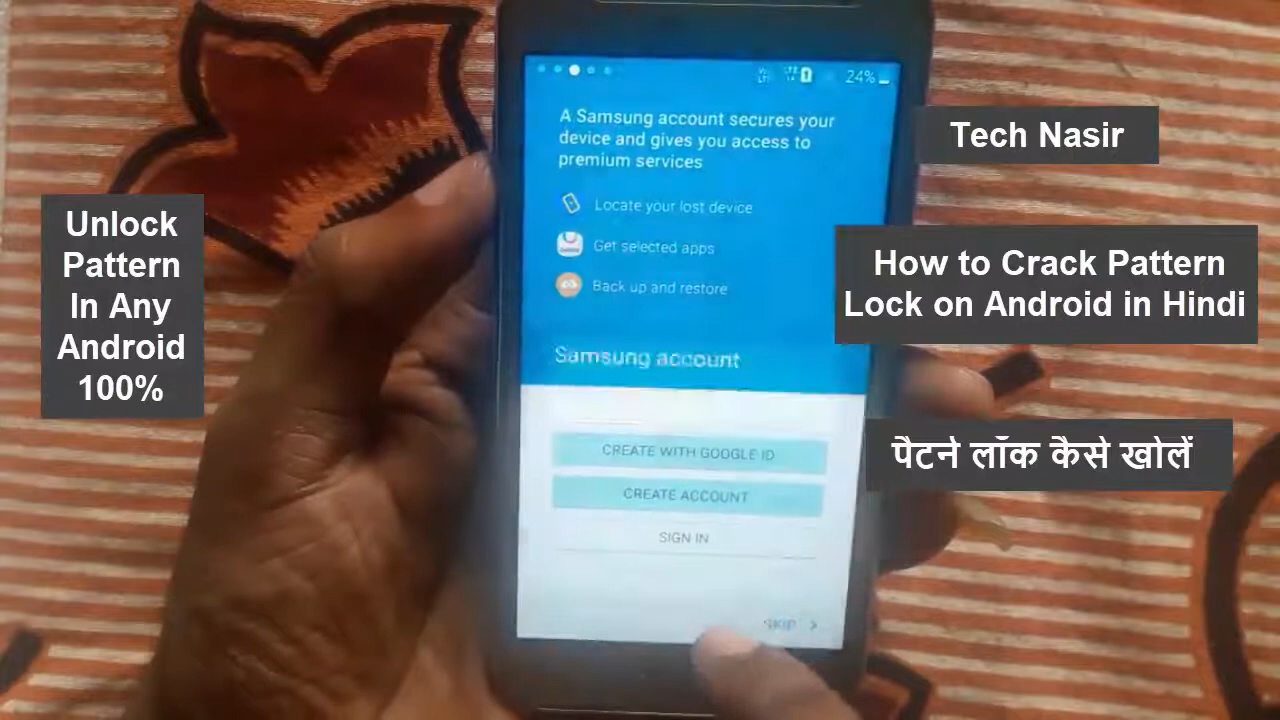 24%
A Samsung account secures your
device and gives you access to
premium services
Locate your lost device
Get selected apps
Back up and restore
Samsung account
CREATE WITH GOOGLE ID
CREATE ACCOUNT
SIGN IN
SKIP >
Unlock
Pattern
In Any
Android
100%
Tech Nasir
How to Crack Pattern
Lock on Android in Hindi
पैटर्न लॉक कैसे खोलें